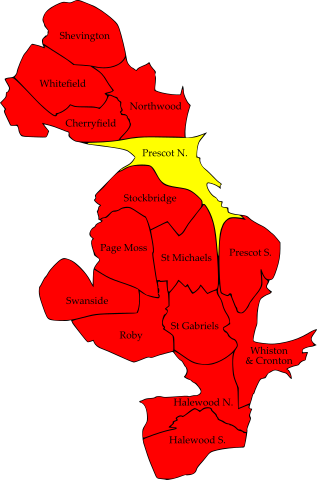 Shevington
Whitefield
Northwood
Cherryfield
Prescot N.
Stockbridge
Page Moss
St Michaels
Prescot S.
Swanside
Roby
St Gabriels
Whiston
& Cronton
Halewood N.
Halewood S.